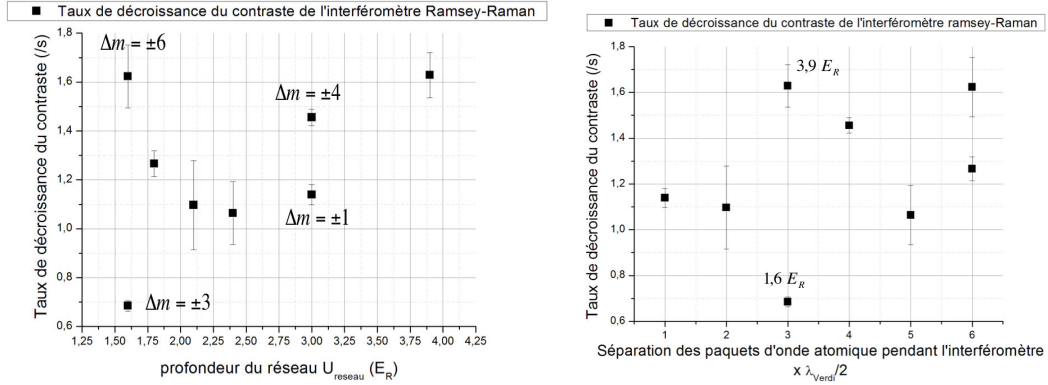 Taux de décroissance du contraste de l'interféromètre Ramsey-Raman
Taux de décroissance du contraste (/s)
1,8
1,6
1,4
1,2
1,0
0,8
0,6
Δm = ±6
Δm = ±4
Δm = ±1
Δm = ±3
1,25 1,50 1,75 2,00 2,25 2,50 2,75 3,00 3,25 3,50 3,75 4,00 4,25
profondeur du réseau U_reseau (E_R)
Taux de décroissance du contraste de l'interféromètre ramsey-Raman
Taux de décroissance du contraste (/s)
1,8
1,6
1,4
1,2
1,0
0,8
0,6
3,9 E_R
1,6 E_R
1 2 3 4 5 6
Séparation des paquets d'onde atomique pendant l'interféromètre
x λ_Verdi/2